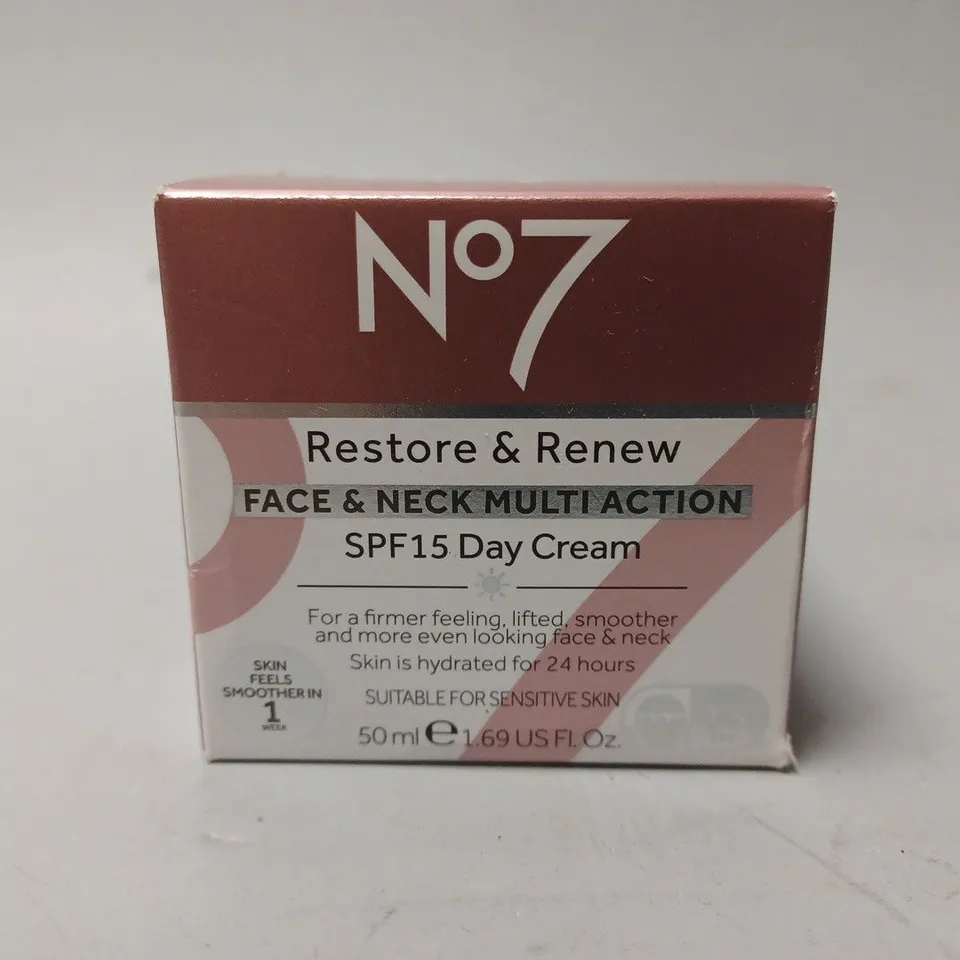 No7
Restore & Renew
FACE & NECK MULTI ACTION
SPF15 Day Cream
For a firmer feeling, lifted, smoother
and more even looking face & neck
Skin is hydrated for 24 hours
SUITABLE FOR SENSITIVE SKIN
50 ml e 1.69 US Fl. Oz.
SKIN
FEELS
SMOOTHER IN
1
WEEK